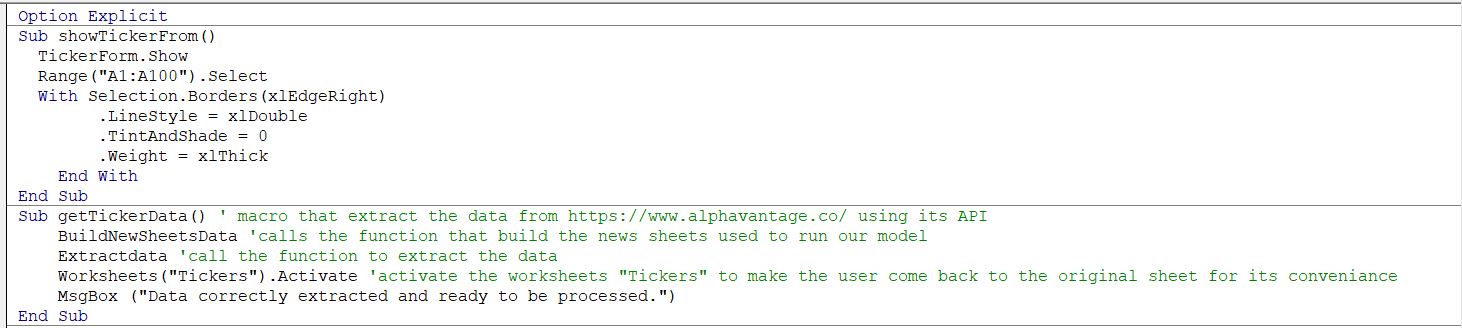 Option Explicit
Sub showTickerFrom()
  TickerForm.Show
  Range("A1:A100").Select
  With Selection.Borders(xlEdgeRight)
        .LineStyle = xlDouble
        .TintAndShade = 0
        .Weight = xlThick
    End With
End Sub
Sub getTickerData() ' macro that extract the data from https://www.alphavantage.co/ using its API
    BuildNewSheetsData 'calls the function that build the news sheets used to run our model
    Extractdata 'call the function to extract the data
    Worksheets("Tickers").Activate 'activate the worksheets "Tickers" to make the user come back to the original sheet for its conveniance
    MsgBox ("Data correctly extracted and ready to be processed.")
End Sub